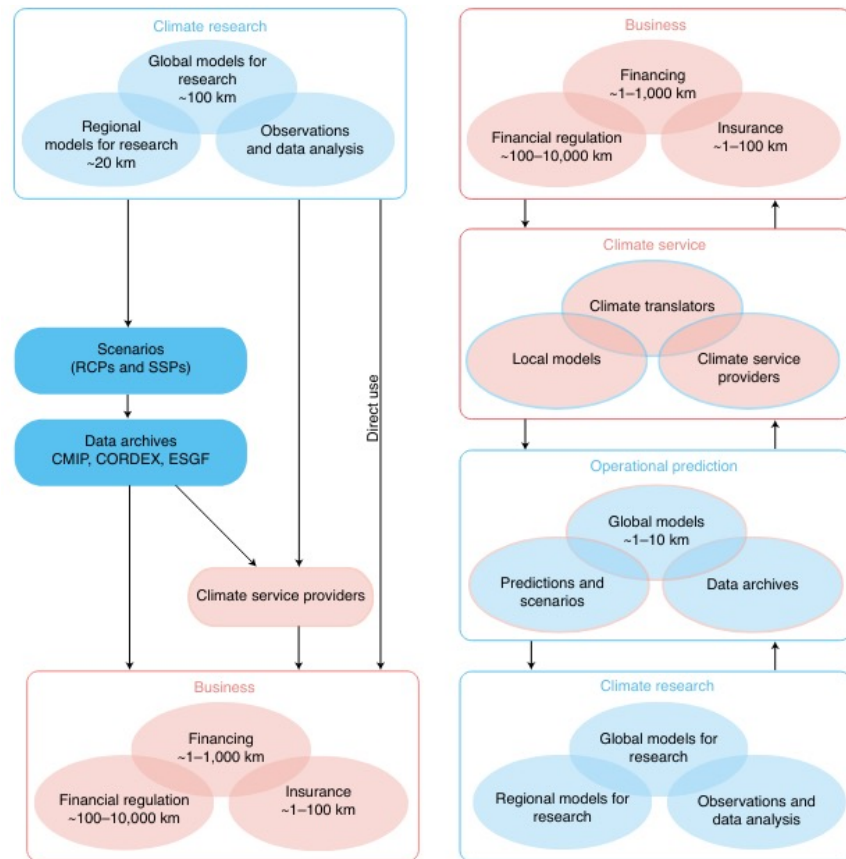 Climate research
Global models for
research
~100 km
Regional
models for research
~20 km
Observations
and data analysis
Scenarios
(RCPs and SSPs)
Data archives
CMIP, CORDEX, ESGF
Direct use
Climate service providers
Business
Financing
~1–1,000 km
Financial regulation
~100–10,000 km
Insurance
~1–100 km
Business
Financing
~1–1,000 km
Financial regulation
~100–10,000 km
Insurance
~1–100 km
Climate service
Climate translators
Local models
Climate service
providers
Operational prediction
Global models
~1–10 km
Predictions and
scenarios
Data archives
Climate research
Global models for
research
Regional models for
research
Observations and
data analysis